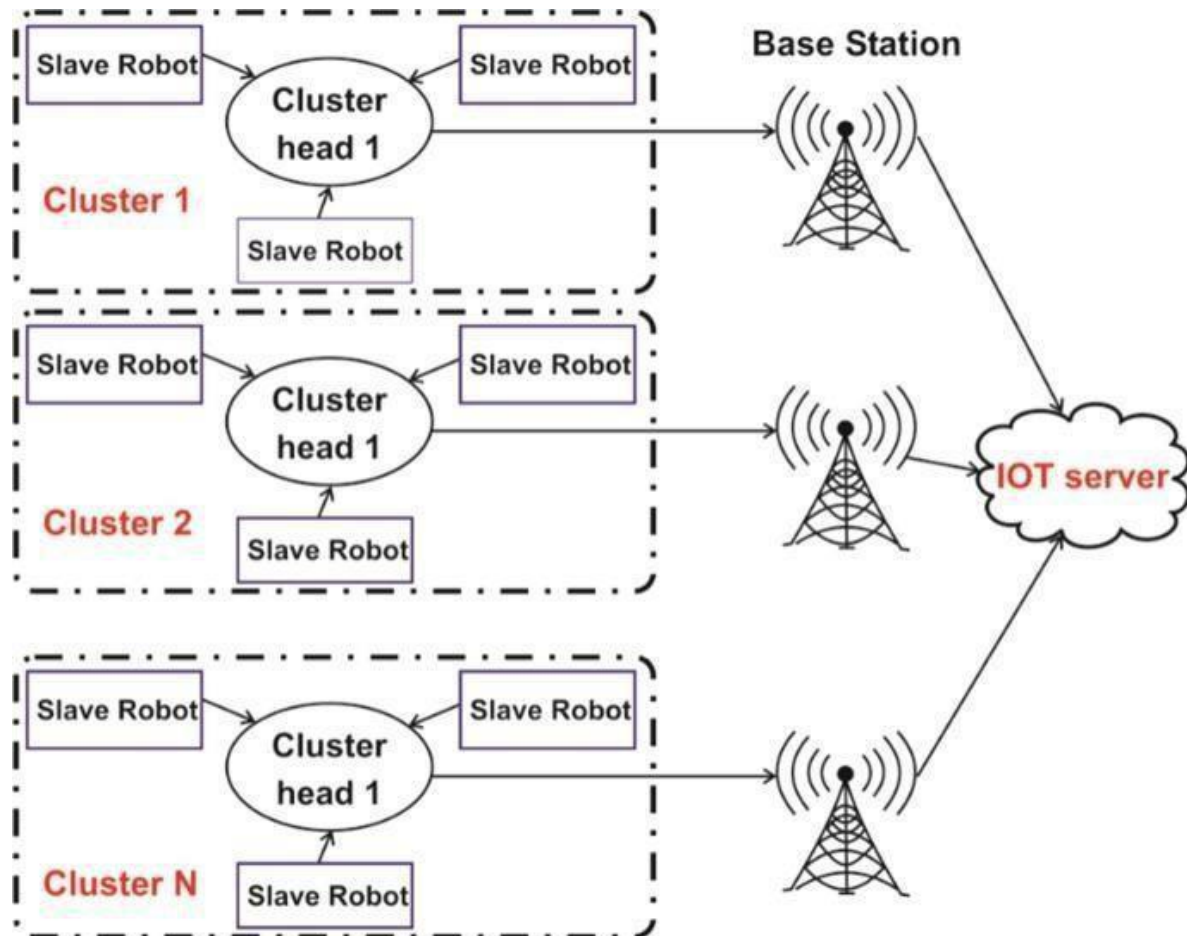 Slave Robot
Slave Robot
Base Station
Cluster
head 1
Cluster 1
Slave Robot
Slave Robot
Slave Robot
Cluster
head 1
IOT server
Cluster 2
Slave Robot
Slave Robot
Slave Robot
Cluster
head 1
Cluster N
Slave Robot